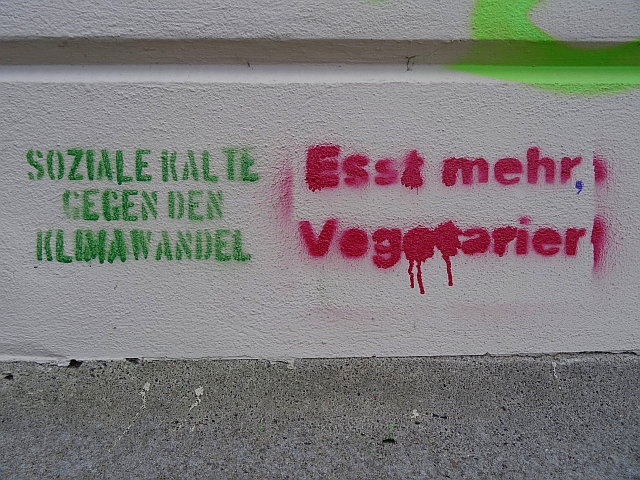 SOZIALE KALTE
GEGEN DEN
KLIMAWANDEL
Esst mehr,
Vegetarier!